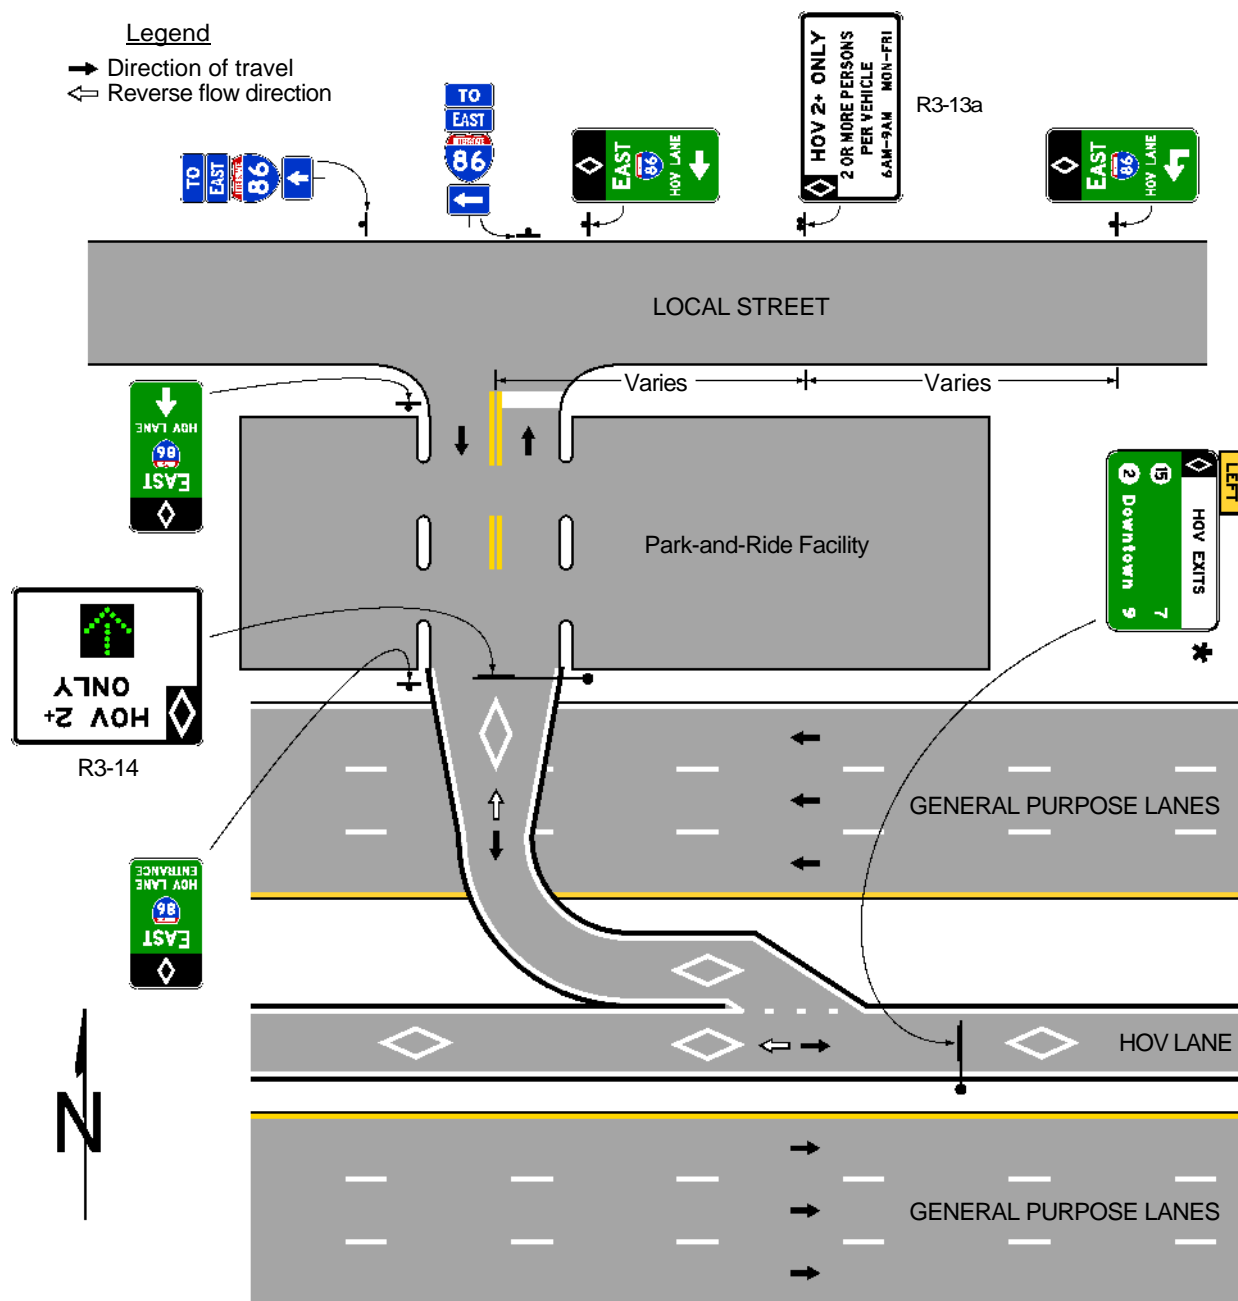 Legend
Direction of travel
Reverse flow direction
TO
EAST
INTERSTATE
86
TO
EAST
INTERSTATE
86
EAST
86
HOV LANE
HOV 2+ ONLY
2 OR MORE PERSONS
PER VEHICLE
6AM-9AM MON-FRI
R3-13a
EAST
86
HOV LANE
LOCAL STREET
Varies
Varies
EAST
86
HOV LANE
LEFT
HOV EXITS
15 7
2 Downtown 9
*
Park-and-Ride Facility
HOV 2+
ONLY
R3-14
GENERAL PURPOSE LANES
EAST
86
HOV LANE
ENTRANCE
HOV LANE
N
GENERAL PURPOSE LANES